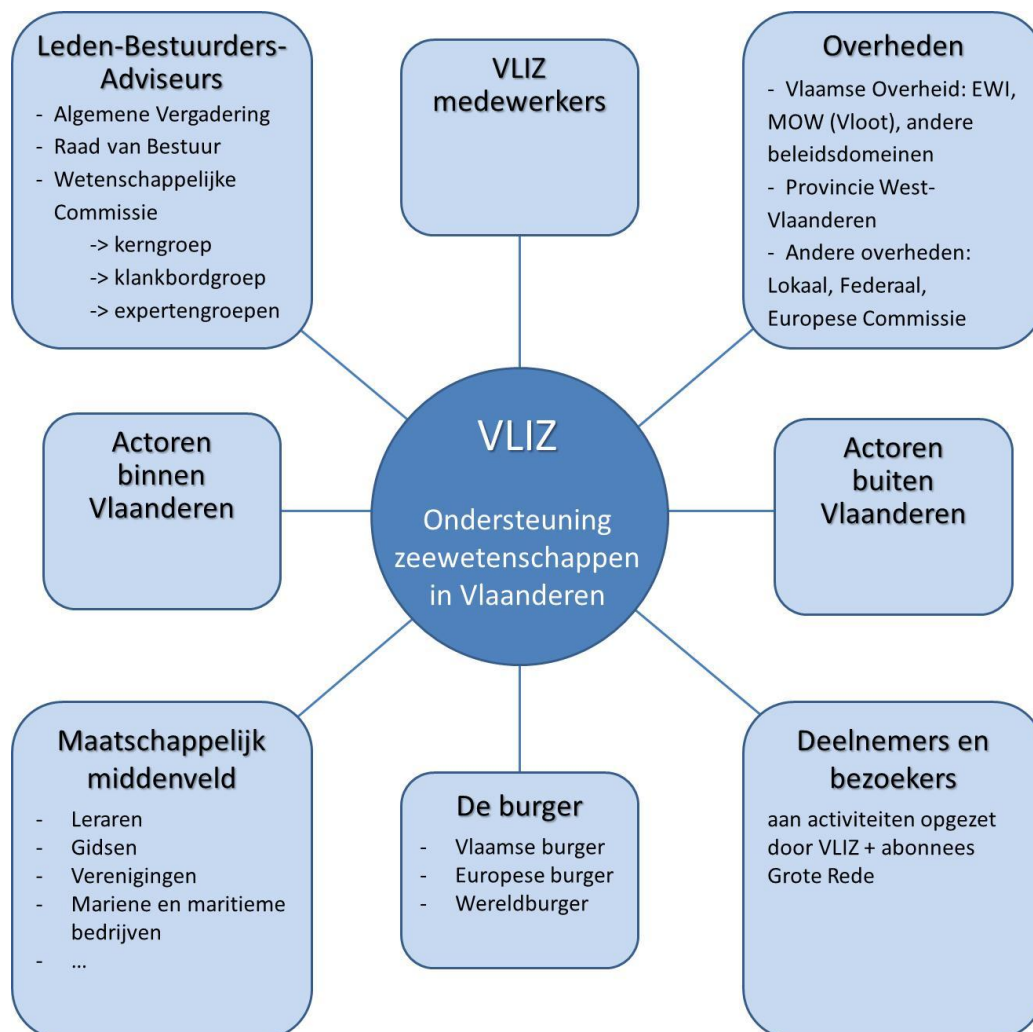 Leden-Bestuurders-
Adviseurs
- Algemene Vergadering
- Raad van Bestuur
- Wetenschappelijke
Commissie
-> kerngroep
-> klankbordgroep
-> expertengroepen
VLIZ
medewerkers
Overheden
- Vlaamse Overheid: EWI,
MOW (Vloot), andere
beleidsdomeinen
- Provincie West-
Vlaanderen
- Andere overheden:
Lokaal, Federaal,
Europese Commissie
Actoren
binnen
Vlaanderen
VLIZ
Ondersteuning
zeewetenschappen
in Vlaanderen
Actoren
buiten
Vlaanderen
Maatschappelijk
middenveld
- Leraren
- Gidsen
- Verenigingen
- Mariene en maritieme
bedrijven
- ...
De burger
- Vlaamse burger
- Europese burger
- Wereldburger
Deelnemers en
bezoekers
aan activiteiten opgezet
door VLIZ + abonnees
Grote Rede